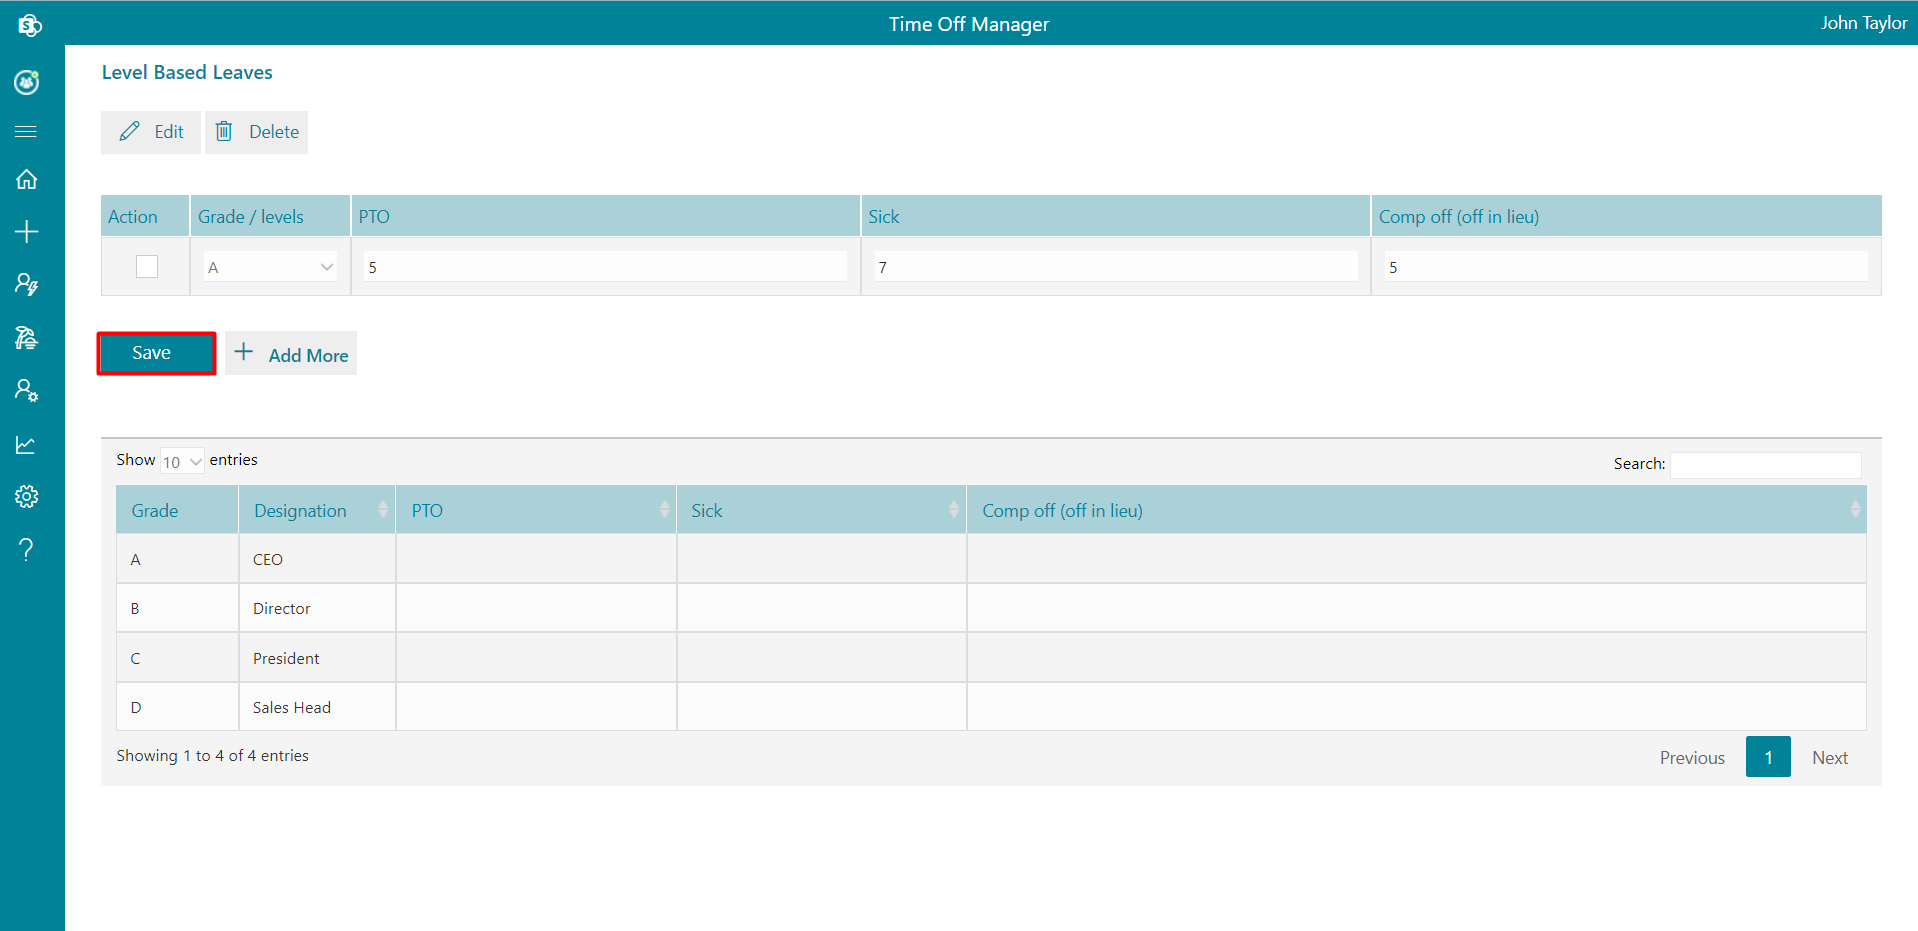 Time Off Manager
John Taylor
Level Based Leaves
Edit
Delete
Action Grade / levels PTO Sick Comp off (off in lieu)
A 5 7 5
Save
Add More
Show 10 entries
Search:
Grade Designation PTO Sick Comp off (off in lieu)
A CEO
B Director
C President
D Sales Head
Showing 1 to 4 of 4 entries
Previous 1 Next